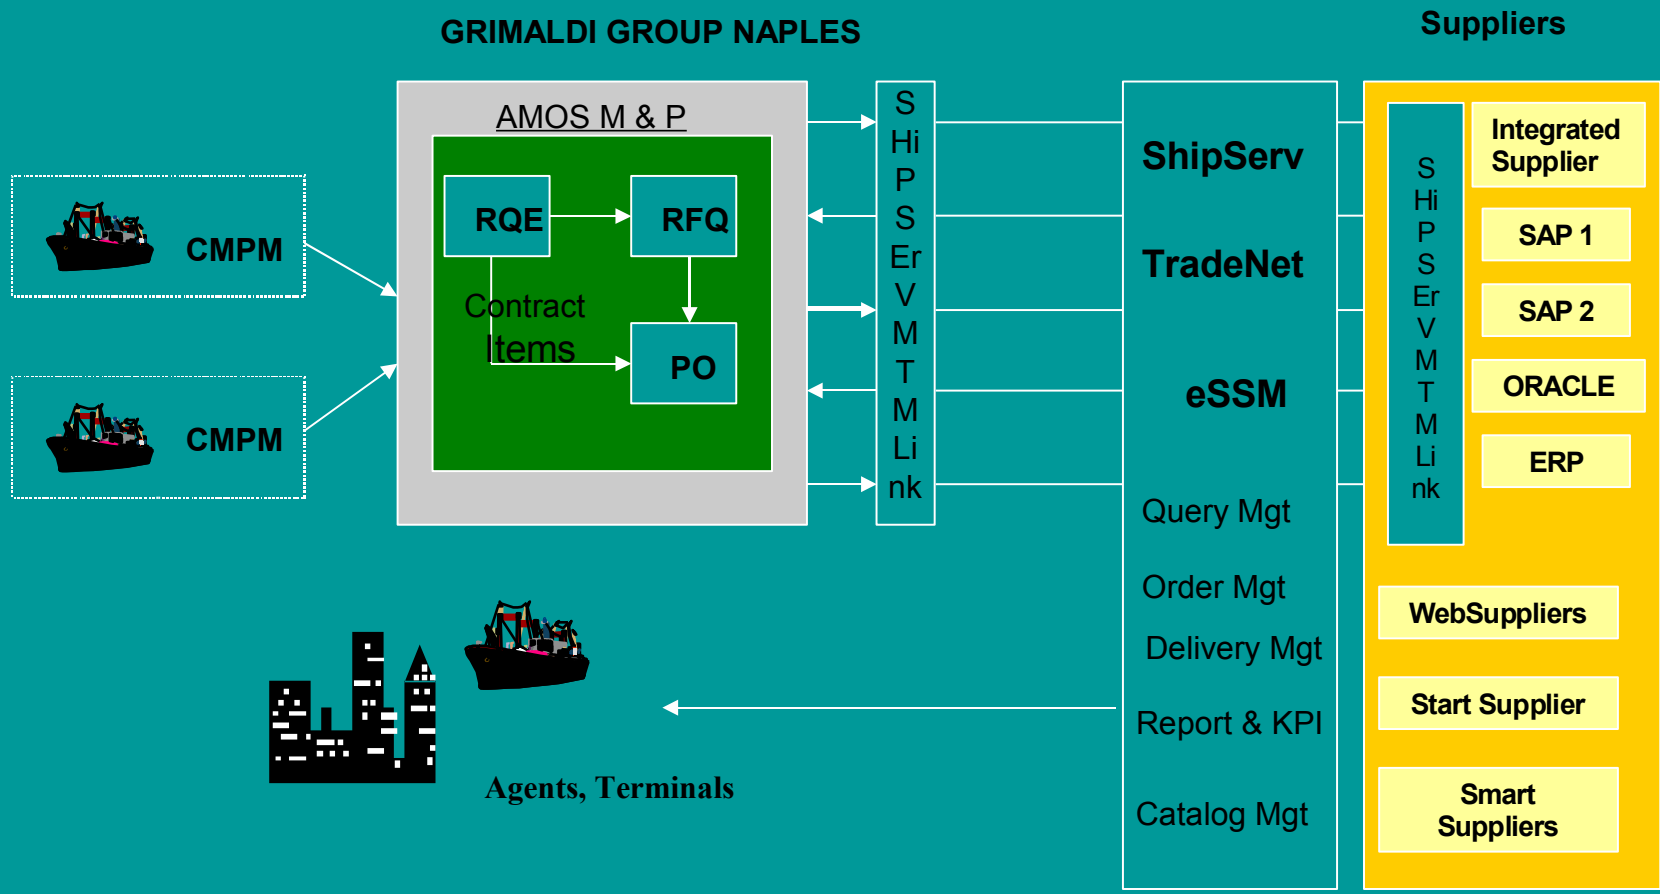 GRIMALDI GROUP NAPLES
Suppliers
AMOS M & P
CMPM
CMPM
RQE
RFQ
Contract
Items
PO
S
Hi
P
S
Er
V
M
T
M
Li
nk
ShipServ
TradeNet
eSSM
Query Mgt
Order Mgt
Delivery Mgt
Report & KPI
Catalog Mgt
S
Hi
P
S
Er
V
M
T
M
Li
nk
Integrated
Supplier
SAP 1
SAP 2
ORACLE
ERP
WebSuppliers
Start Supplier
Smart
Suppliers
Agents, Terminals